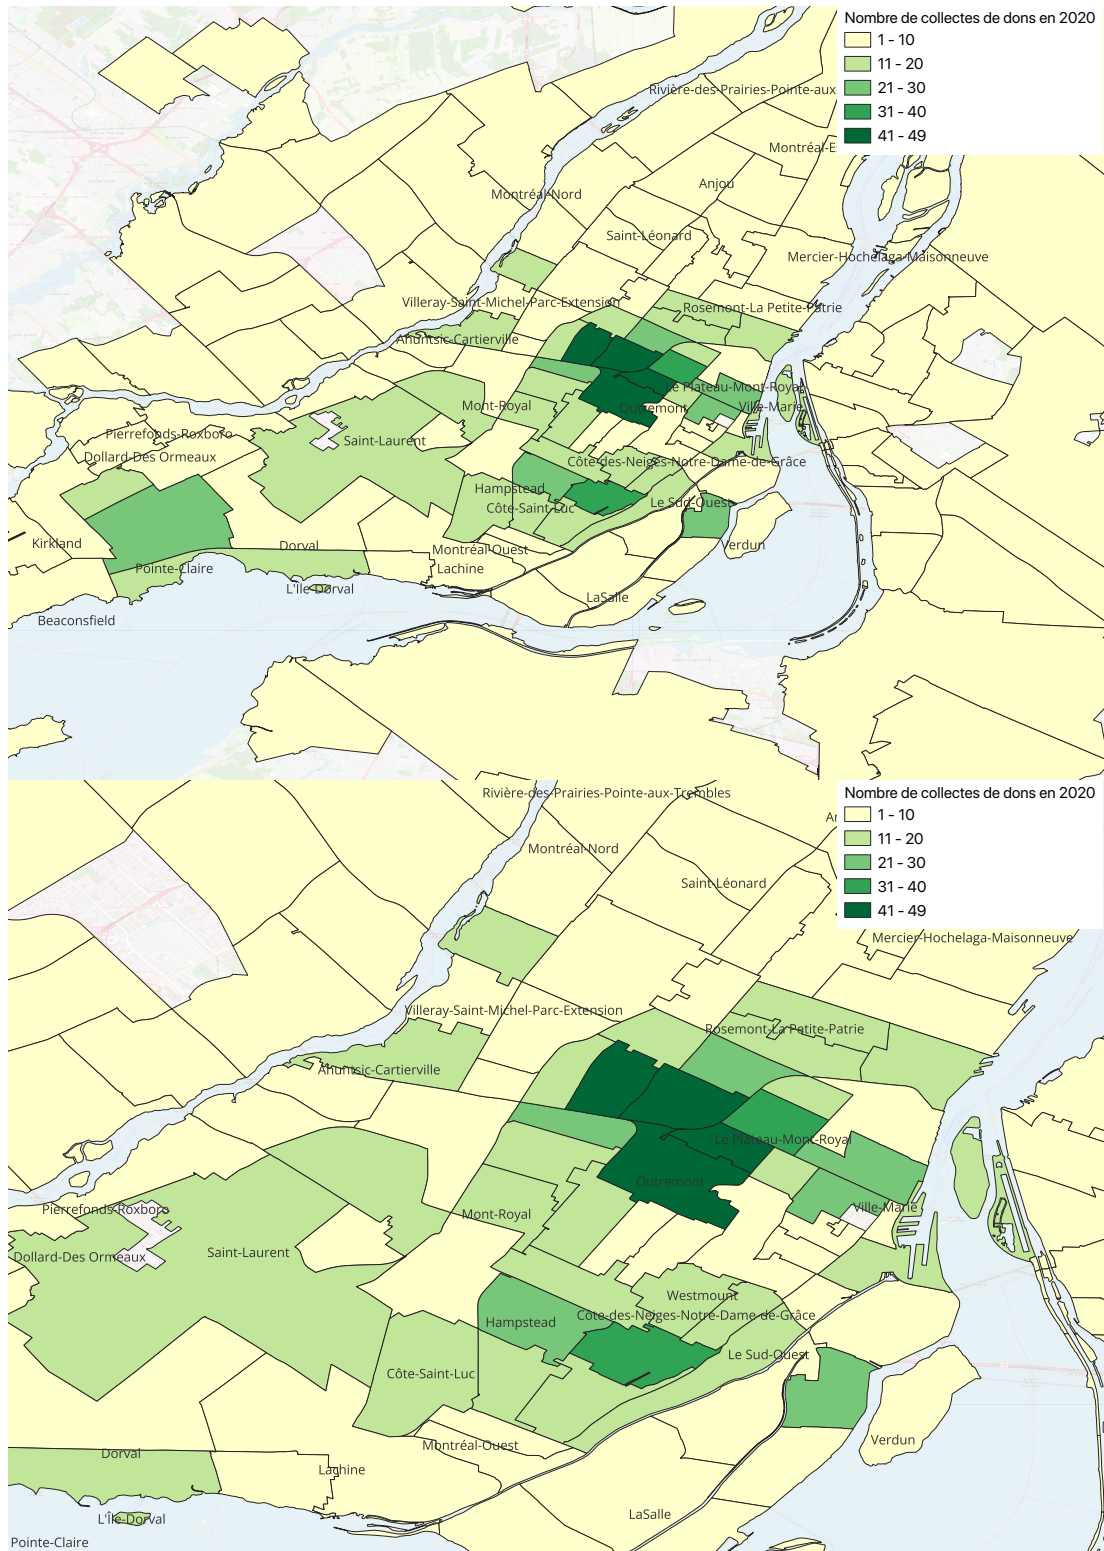 Nombre de collectes de dons en 2020
1 - 10
11 - 20
21 - 30
31 - 40
41 - 49
Rivière-des-Prairies-Pointe-aux-
Montréal-E
Anjou
Montréal-Nord
Saint-Léonard
Mercier-Hochelaga-Maisonneuve
Villeray-Saint-Michel-Parc-Extension
Rosemont-La Petite-Patrie
Ahuntsic-Cartierville
Le Plateau-Mont-Royal
Mont-Royal
Outremont
Ville-Marie
Pierrefonds-Roxboro
Saint-Laurent
Dollard-Des Ormeaux
Côte-des-Neiges-Notre-Dame-de-Grâce
Hampstead
Côte-Saint-Luc
Le Sud-Ouest
Kirkland
Dorval
Montréal-Ouest
Verdun
Pointe-Claire
Lachine
L'Île-Dorval
LaSalle
Beaconsfield
Nombre de collectes de dons en 2020
1 - 10
11 - 20
21 - 30
31 - 40
41 - 49
Rivière-des-Prairies-Pointe-aux-Trembles
An
Montréal-Nord
Saint-Léonard
Mercier-Hochelaga-Maisonneuve
Villeray-Saint-Michel-Parc-Extension
Rosemont-La Petite-Patrie
Ahuntsic-Cartierville
Le Plateau-Mont-Royal
Outremont
Pierrefonds-Roxboro
Ville-Marie
Mont-Royal
Dollard-Des Ormeaux
Saint-Laurent
Westmount
Côte-des-Neiges-Notre-Dame-de-Grâce
Hampstead
Le Sud-Ouest
Côte-Saint-Luc
Verdun
Montréal-Ouest
Dorval
Lachine
LaSalle
L'Île-Dorval
Pointe-Claire